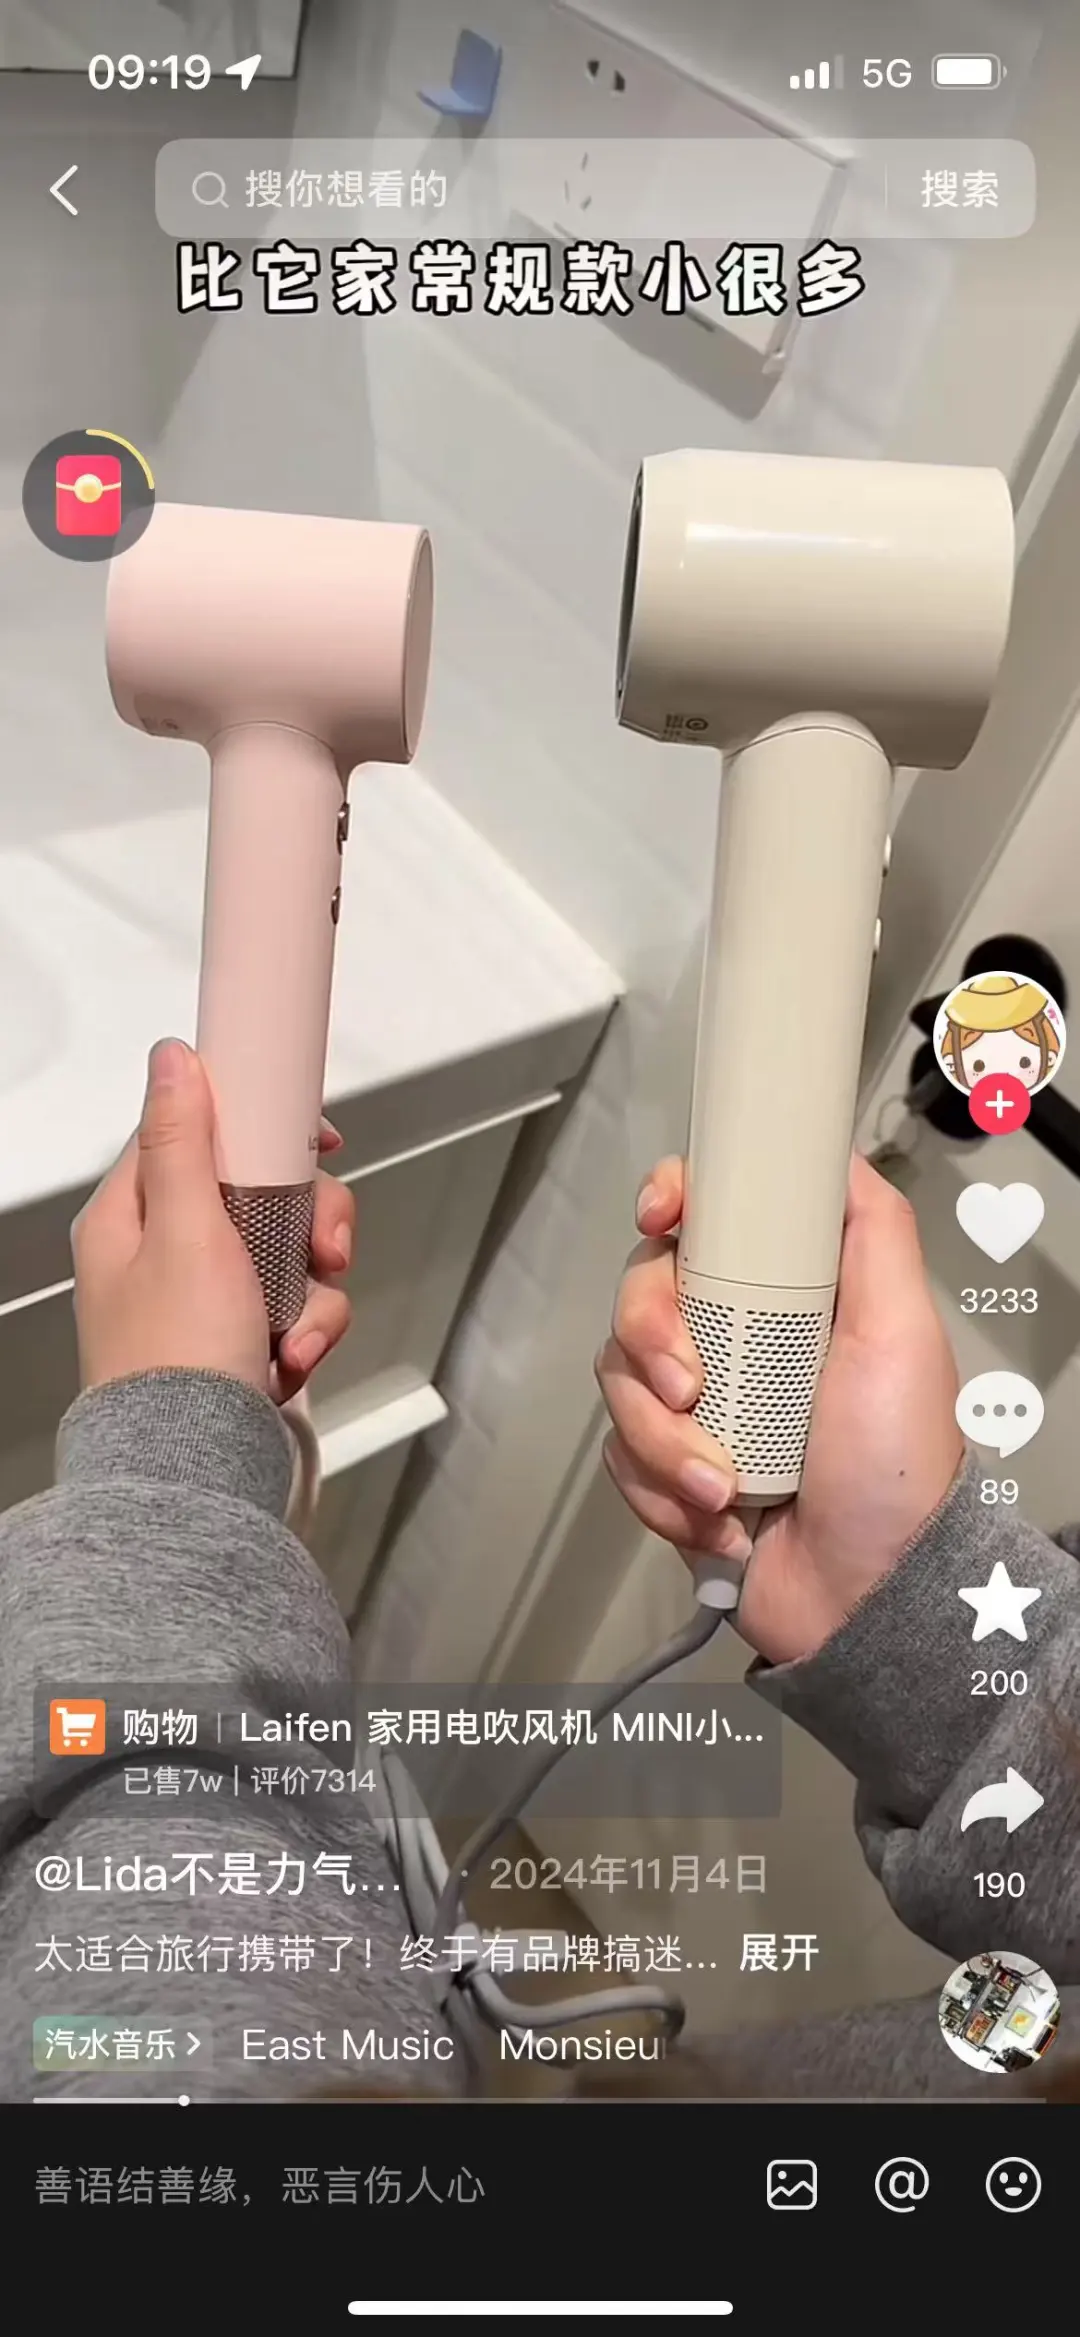 09:19
5G
搜你想看的
搜索
比它家常规款小很多
3233
89
200
购物 | Laifen 家用电吹风机 MINI小...
已售7w | 评价7314
190
@Lida不是力气... · 2024年11月4日
太适合旅行携带了！终于有品牌搞迷... 展开
汽水音乐 > East Music Monsieu
善语结善缘，恶言伤人心